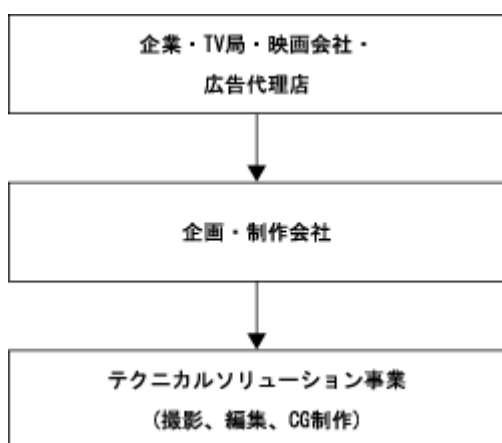 企業・TV局・映画会社・
広告代理店
企画・制作会社
テクニカルソリューション事業
(撮影、編集、CG制作)